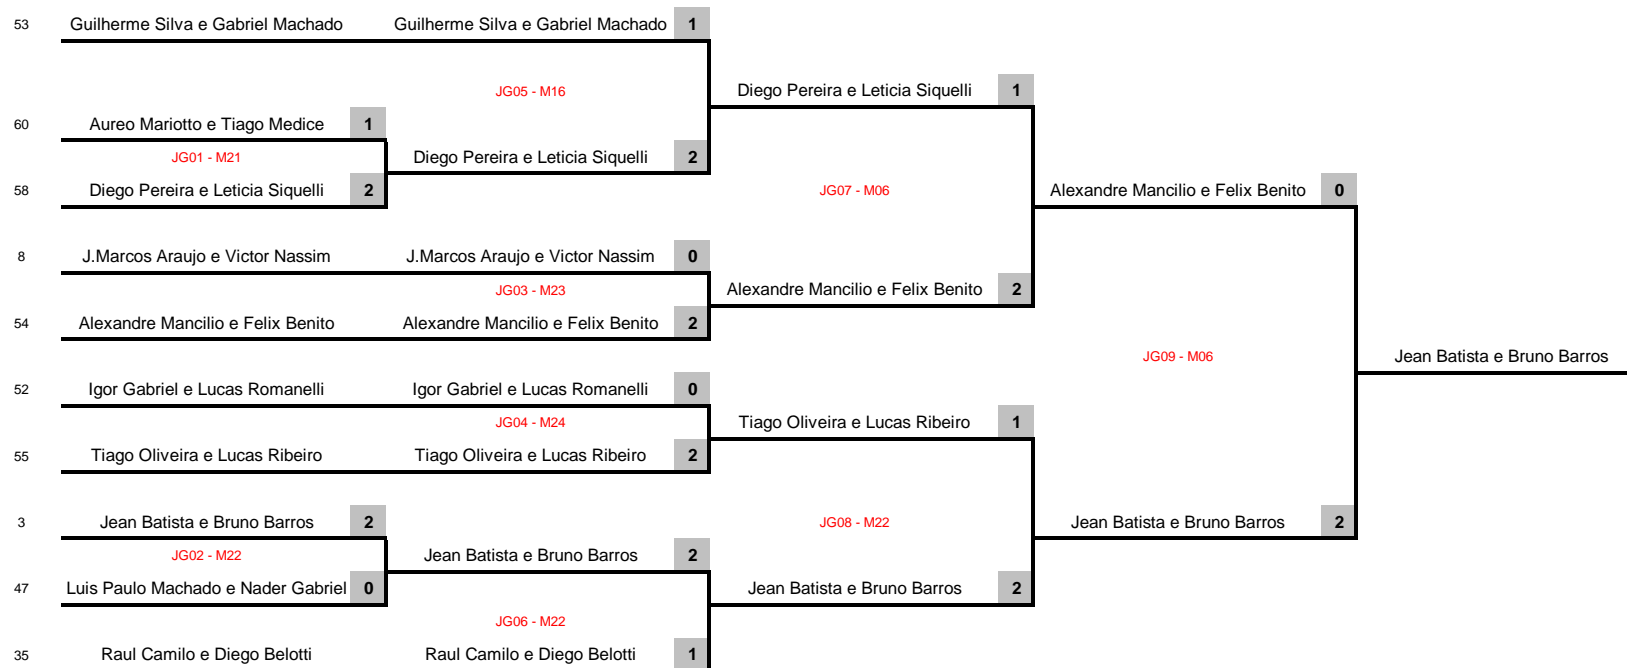 53 Guilherme Silva e Gabriel Machado Guilherme Silva e Gabriel Machado 1
JG05 - M16 Diego Pereira e Leticia Siquelli 1
60 Aureo Mariotto e Tiago Medice 1
JG01 - M21 Diego Pereira e Leticia Siquelli 2
58 Diego Pereira e Leticia Siquelli 2 JG07 - M06 Alexandre Mancilio e Felix Benito 0
8 J.Marcos Araujo e Victor Nassim J.Marcos Araujo e Victor Nassim 0
JG03 - M23 Alexandre Mancilio e Felix Benito 2
54 Alexandre Mancilio e Felix Benito Alexandre Mancilio e Felix Benito 2
JG09 - M06 Jean Batista e Bruno Barros
52 Igor Gabriel e Lucas Romanelli Igor Gabriel e Lucas Romanelli 0
JG04 - M24 Tiago Oliveira e Lucas Ribeiro 1
55 Tiago Oliveira e Lucas Ribeiro Tiago Oliveira e Lucas Ribeiro 2
3 Jean Batista e Bruno Barros 2 JG08 - M22 Jean Batista e Bruno Barros 2
JG02 - M22 Jean Batista e Bruno Barros 2
47 Luis Paulo Machado e Nader Gabriel 0 Jean Batista e Bruno Barros 2
JG06 - M22
35 Raul Camilo e Diego Belotti Raul Camilo e Diego Belotti 1